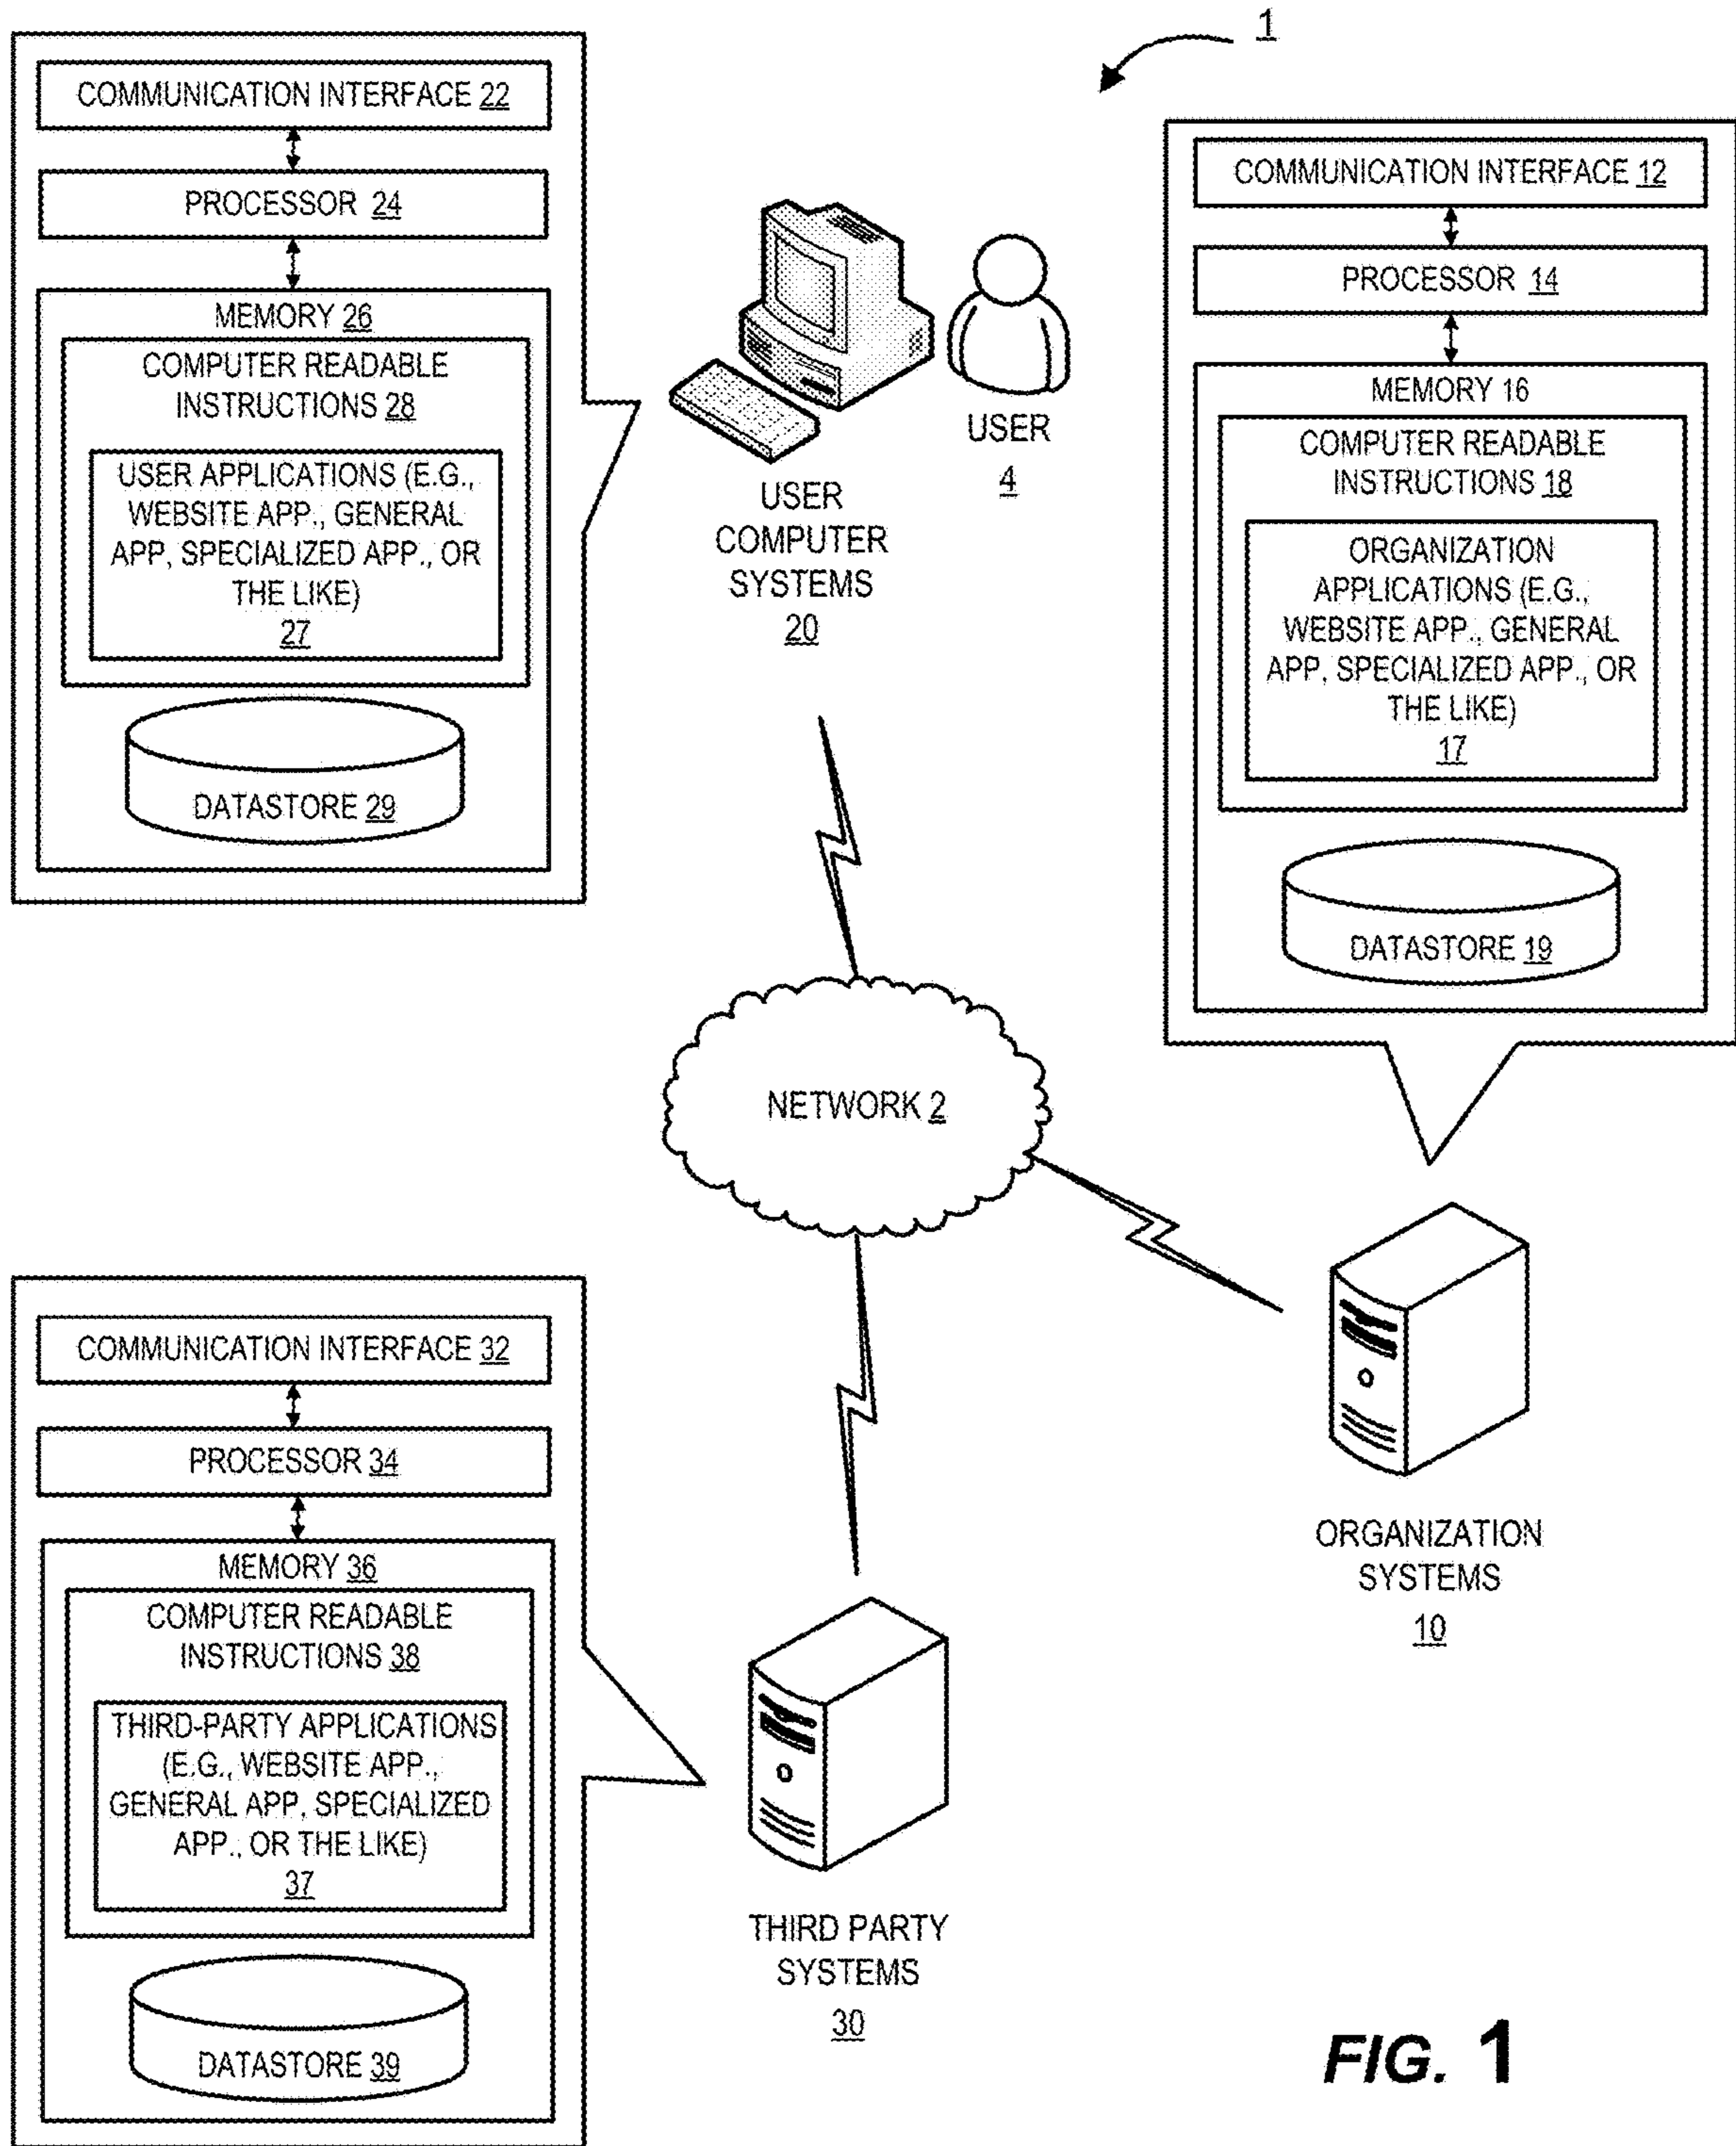 1
COMMUNICATION INTERFACE 22
PROCESSOR 24
MEMORY 26
COMPUTER READABLE
INSTRUCTIONS 28
USER APPLICATIONS (E.G.,
WEBSITE APP., GENERAL
APP, SPECIALIZED APP., OR
THE LIKE)
27
DATASTORE 29
USER
COMPUTER
SYSTEMS
20
USER
4
COMMUNICATION INTERFACE 12
PROCESSOR 14
MEMORY 16
COMPUTER READABLE
INSTRUCTIONS 18
ORGANIZATION
APPLICATIONS (E.G.,
WEBSITE APP., GENERAL
APP, SPECIALIZED APP., OR
THE LIKE)
17
DATASTORE 19
NETWORK 2
ORGANIZATION
SYSTEMS
10
COMMUNICATION INTERFACE 32
PROCESSOR 34
MEMORY 36
COMPUTER READABLE
INSTRUCTIONS 38
THIRD-PARTY APPLICATIONS
(E.G., WEBSITE APP.,
GENERAL APP, SPECIALIZED
APP., OR THE LIKE)
37
DATASTORE 39
THIRD PARTY
SYSTEMS
30
FIG. 1